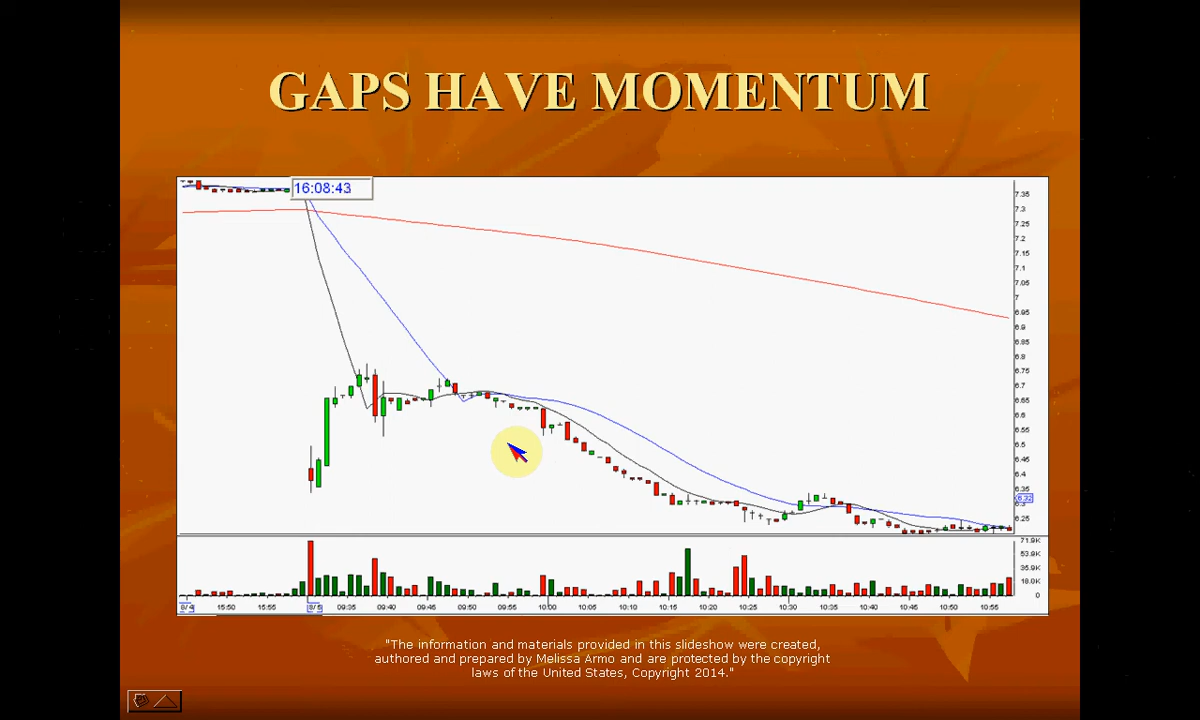 GAPS HAVE MOMENTUM
16:08:43
7.35
7.3
7.25
7.2
7.15
7.1
7.05
7
6.95
6.9
6.85
6.8
6.75
6.7
6.65
6.6
6.55
6.5
6.45
6.4
6.35
6.32
6.3
6.25
71.9K
53.9K
35.9K
18.0K
0
8/4 15:50 15:55 8/5 09:35 09:40 09:45 09:50 09:55 10:00 10:05 10:10 10:15 10:20 10:25 10:30 10:35 10:40 10:45 10:50 10:55
"The information and materials provided in this slideshow were created,
authored and prepared by Melissa Armo and are protected by the copyright
laws of the United States, Copyright 2014."